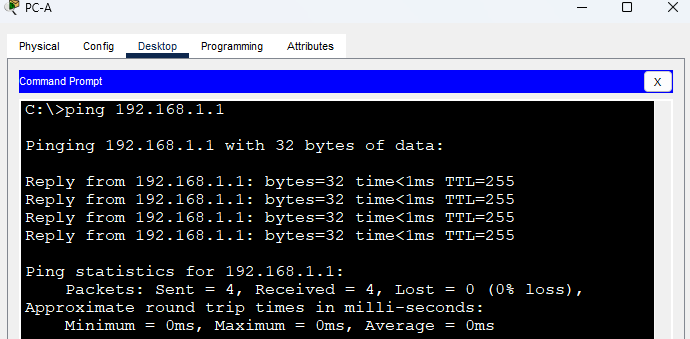 PC-A
Physical Config Desktop Programming Attributes
Command Prompt X
C:\>ping 192.168.1.1
Pinging 192.168.1.1 with 32 bytes of data:
Reply from 192.168.1.1: bytes=32 time<1ms TTL=255
Reply from 192.168.1.1: bytes=32 time<1ms TTL=255
Reply from 192.168.1.1: bytes=32 time<1ms TTL=255
Reply from 192.168.1.1: bytes=32 time<1ms TTL=255
Ping statistics for 192.168.1.1:
Packets: Sent = 4, Received = 4, Lost = 0 (0% loss),
Approximate round trip times in milli-seconds:
Minimum = 0ms, Maximum = 0ms, Average = 0ms